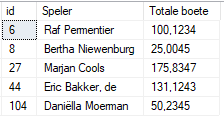 id Speler Totale boete
6 Raf Permentier 100,1234
8 Bertha Niewenburg 25,0045
27 Marjan Cools 175,8347
44 Eric Bakker, de 131,1243
104 Daniëlla Moerman 50,2345